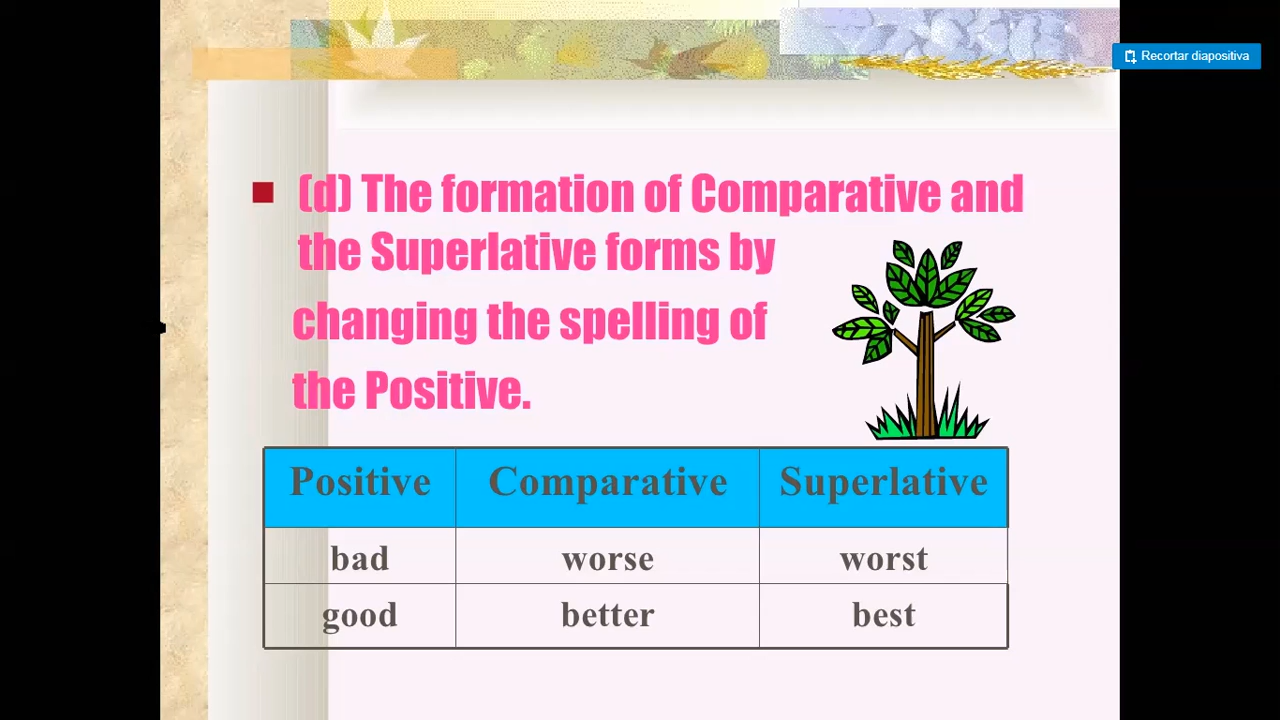 Recortar diapositiva
(d) The formation of Comparative and
the Superlative forms by
changing the spelling of
the Positive.
Positive Comparative Superlative
bad worse worst
good better best